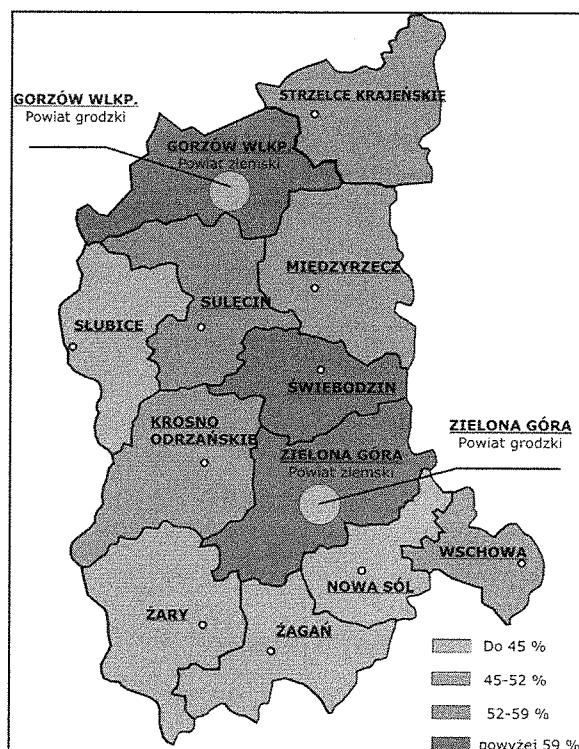 STRZELCE KRAJEŃSKIE
GORZÓW WLKP.
Powiat grodzki
GORZÓW WLKP.
Powiat ziemski
MIĘDZYRZECZ
SULĘCIN
SŁUBICE
ŚWIEBODZIN
KROSNO
ODRZAŃSKIE
ZIELONA GÓRA
Powiat grodzki
ZIELONA GÓRA
Powiat ziemski
WSCHOWA
NOWA SÓL
ŻARY
ŻAGAŃ
Do 45 %
45-52 %
52-59 %
powyżej 59 %